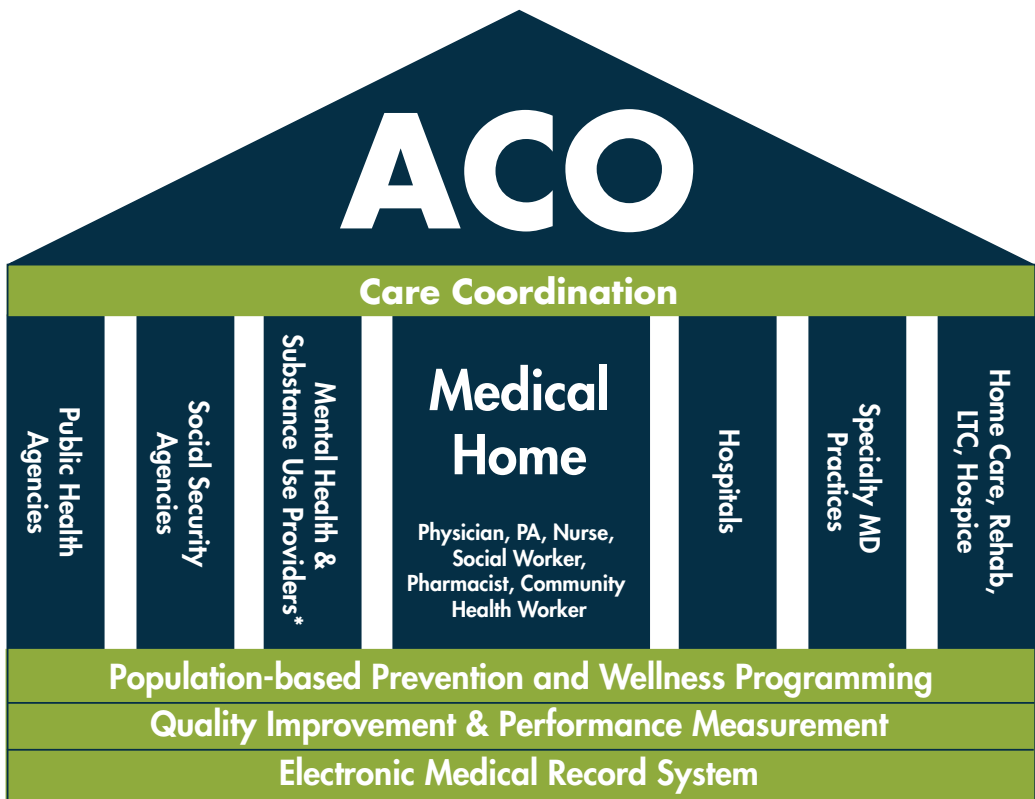 ACO
Care Coordination
Public Health
Agencies
Social Security
Agencies
Mental Health &
Substance Use Providers*
Medical
Home
Physician, PA, Nurse,
Social Worker,
Pharmacist, Community
Health Worker
Hospitals
Specialty MD
Practices
Home Care, Rehab,
LTC, Hospice
Population-based Prevention and Wellness Programming
Quality Improvement & Performance Measurement
Electronic Medical Record System